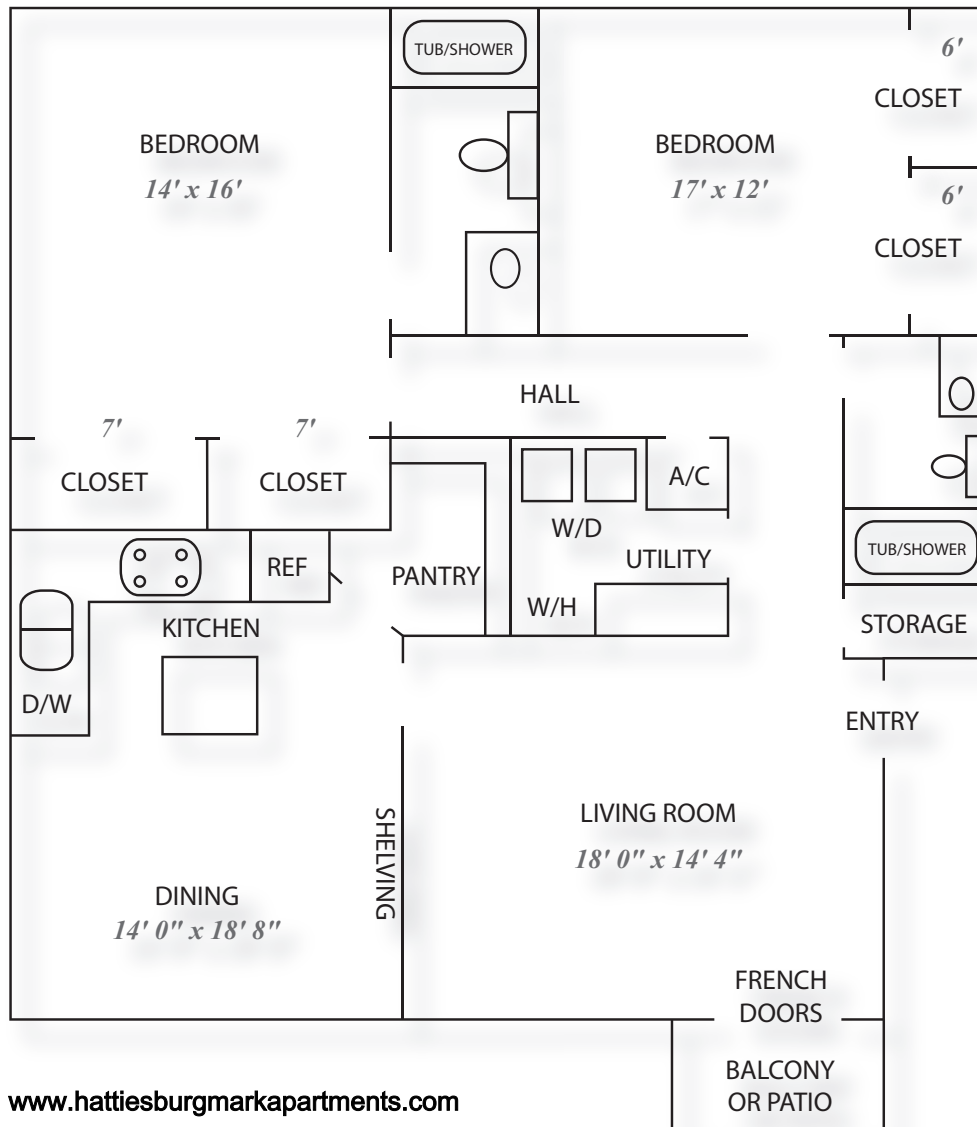 TUB/SHOWER
6'
CLOSET
BEDROOM
14' x 16'
BEDROOM
17' x 12'
6'
CLOSET
HALL
7'
7'
CLOSET
CLOSET
A/C
W/D
REF
PANTRY
UTILITY
TUB/SHOWER
W/H
KITCHEN
STORAGE
D/W
ENTRY
SHELVING
LIVING ROOM
18' 0" x 14' 4"
DINING
14' 0" x 18' 8"
FRENCH
DOORS
BALCONY
OR PATIO
www.hattiesburgmarkapartments.com